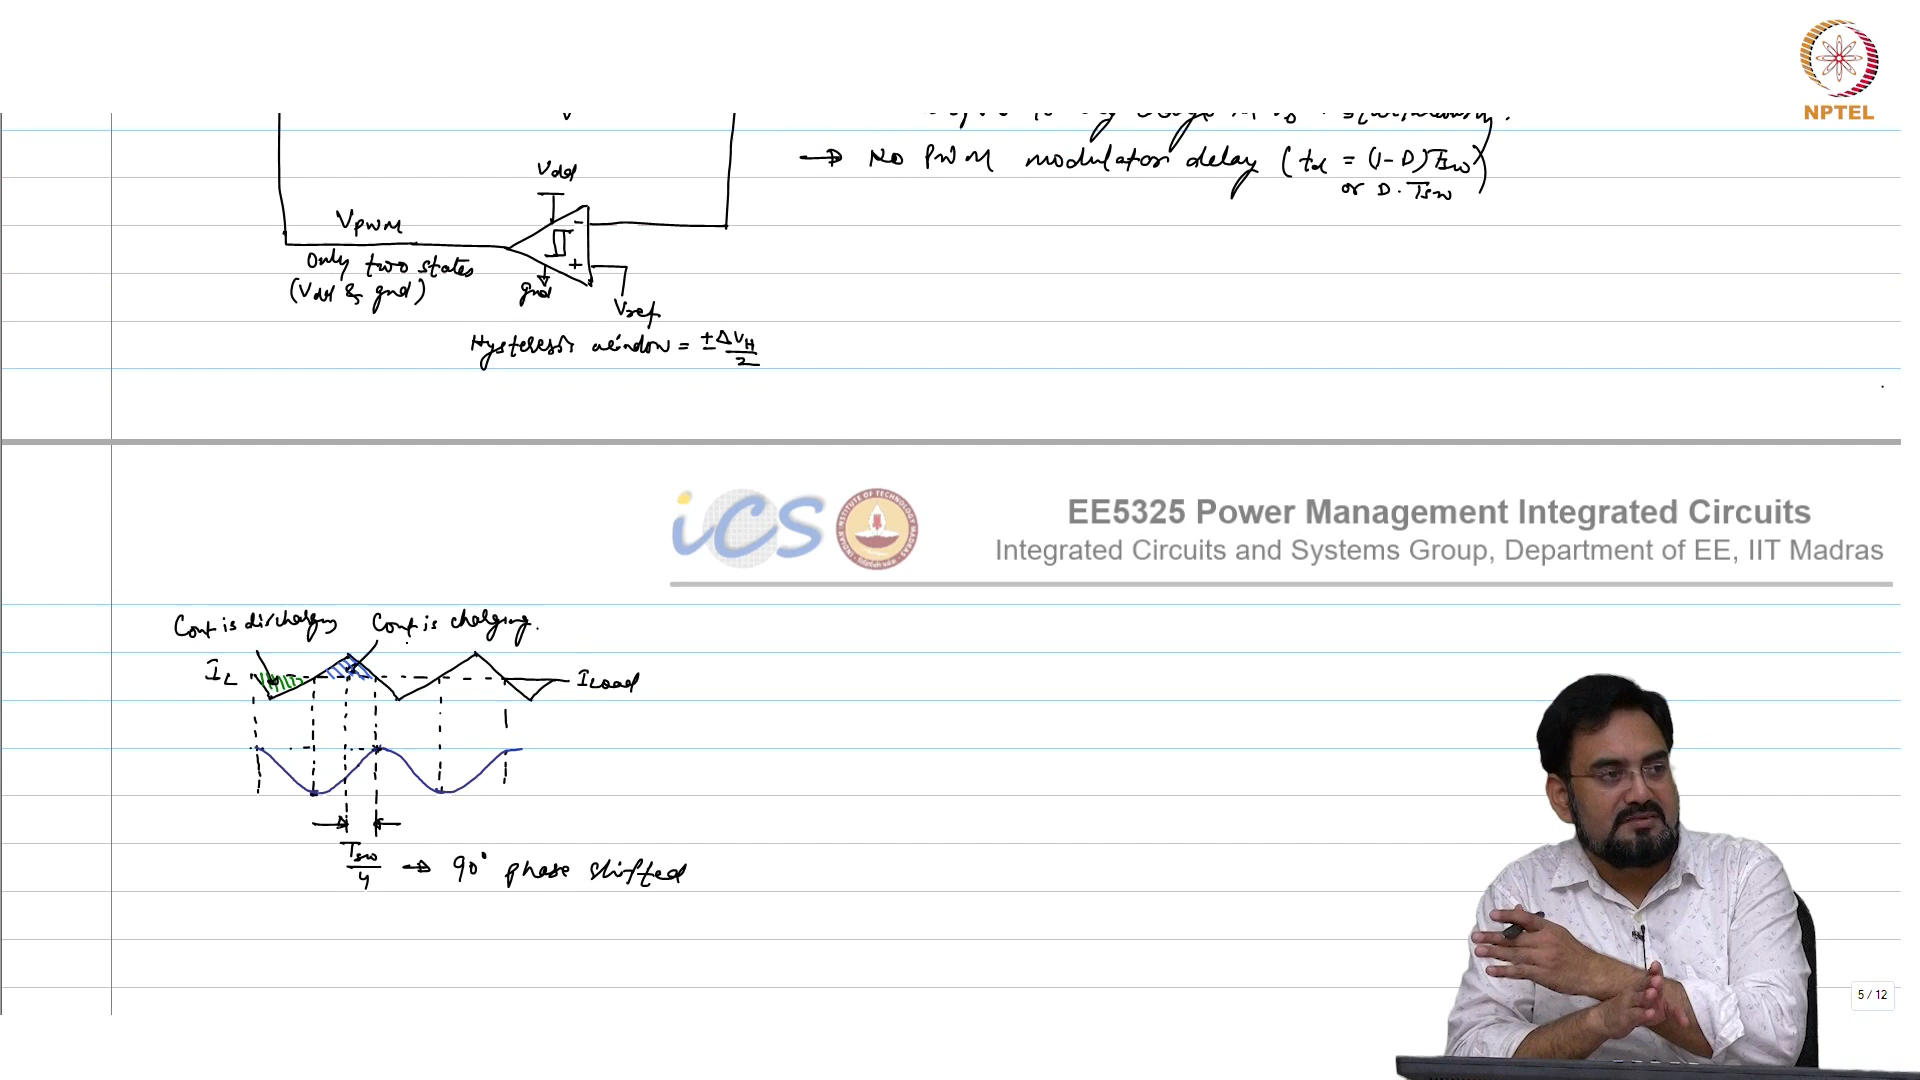 NPTEL
→ No PWM modulator delay (td = (1-D)Tsw)
or D.Tsw
Vdd
VPWM
-
+
Only two states
(Vdd & gnd)
gnd
Vref
Hysteresis window = ±ΔVH/2
iCS
EE5325 Power Management Integrated Circuits
Integrated Circuits and Systems Group, Department of EE, IIT Madras
Cout is discharging
Cout is charging.
IL
ILoad
Tsw/4 → 90° phase shifted
5 / 12